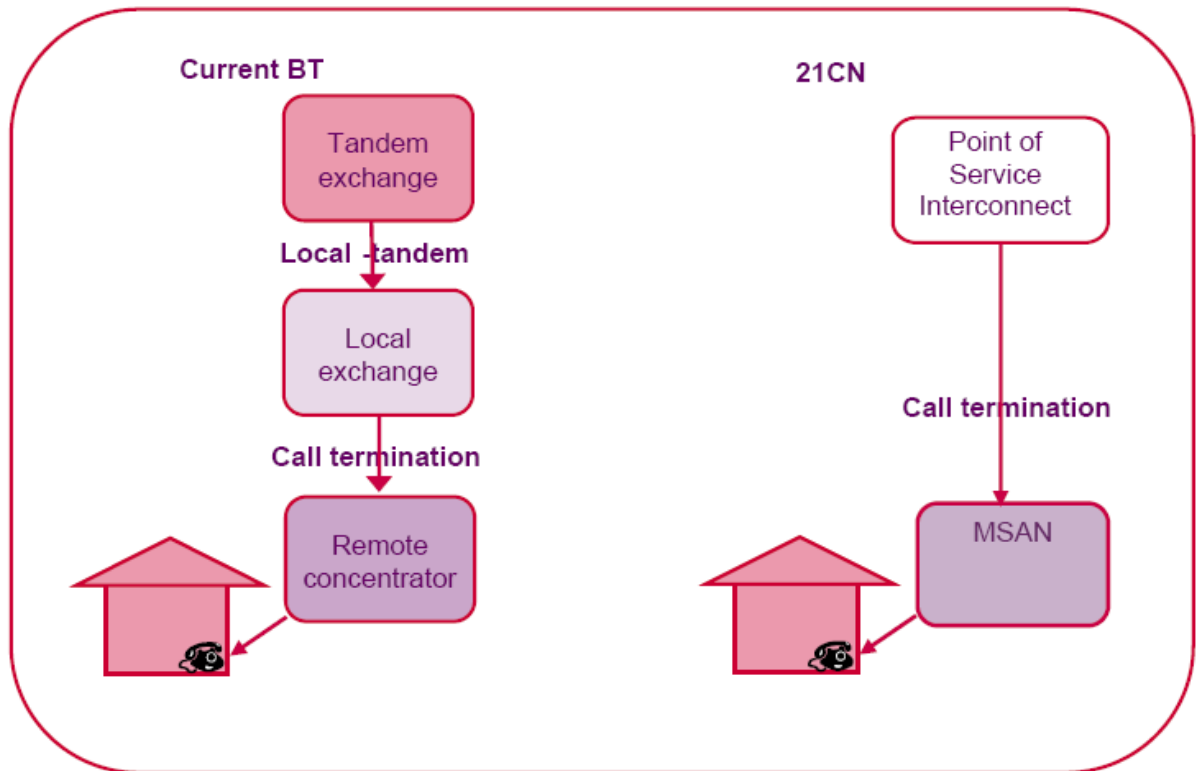 Current BT
Tandem
exchange
Local -tandem
Local
exchange
Call termination
Remote
concentrator
21CN
Point of
Service
Interconnect
Call termination
MSAN